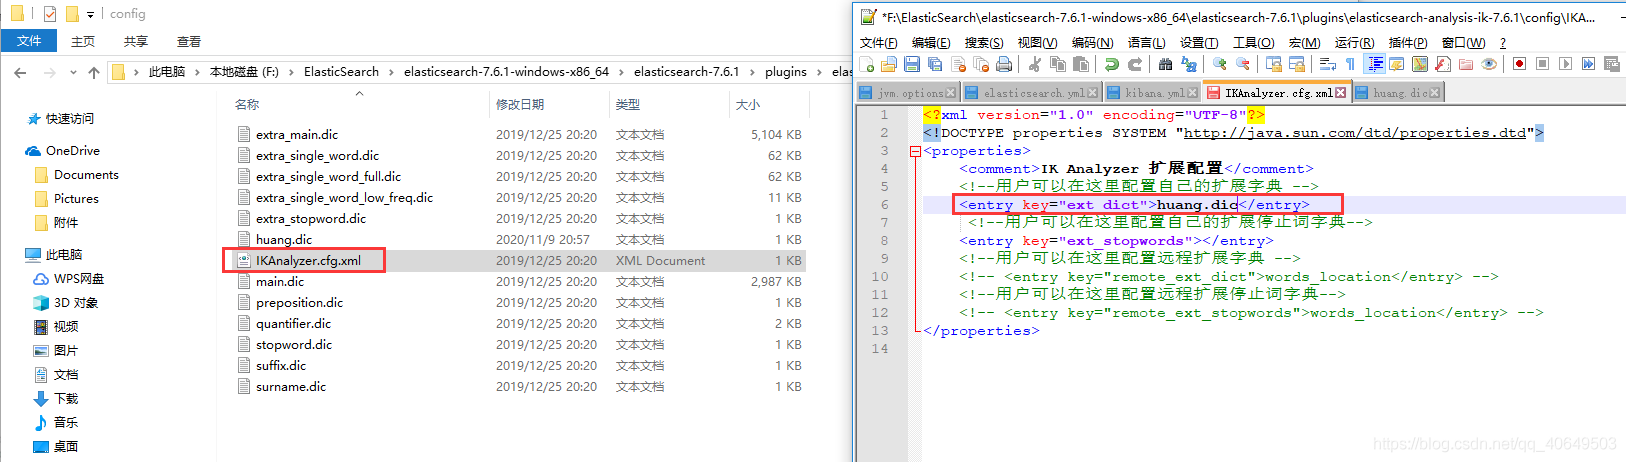 config
文件 主页 共享 查看
此电脑 本地磁盘 (F:) ElasticSearch elasticsearch-7.6.1-windows-x86_64 elasticsearch-7.6.1 plugins elas
名称 修改日期 类型 大小
快速访问
OneDrive
Documents
Pictures
附件
此电脑
WPS网盘
3D 对象
视频
图片
文档
下载
音乐
桌面
extra_main.dic 2019/12/25 20:20 文本文档 5,104 KB
extra_single_word.dic 2019/12/25 20:20 文本文档 62 KB
extra_single_word_full.dic 2019/12/25 20:20 文本文档 62 KB
extra_single_word_low_freq.dic 2019/12/25 20:20 文本文档 11 KB
extra_stopword.dic 2019/12/25 20:20 文本文档 1 KB
huang.dic 2020/11/9 20:57 文本文档 1 KB
IKAnalyzer.cfg.xml 2019/12/25 20:20 XML Document 1 KB
main.dic 2019/12/25 20:20 文本文档 2,987 KB
preposition.dic 2019/12/25 20:20 文本文档 1 KB
quantifier.dic 2019/12/25 20:20 文本文档 2 KB
stopword.dic 2019/12/25 20:20 文本文档 1 KB
suffix.dic 2019/12/25 20:20 文本文档 1 KB
surname.dic 2019/12/25 20:20 文本文档 1 KB
*F:\ElasticSearch\elasticsearch-7.6.1-windows-x86_64\elasticsearch-7.6.1\plugins\elasticsearch-analysis-ik-7.6.1\config\IKA...
文件(F) 编辑(E) 搜索(S) 视图(V) 编码(N) 语言(L) 设置(T) 工具(O) 宏(M) 运行(R) 插件(P) 窗口(W) ?
jvm.options elasticsearch.yml kibana.yml IKAnalyzer.cfg.xml huang.dic
1 <?xml version="1.0" encoding="UTF-8"?>
2 <!DOCTYPE properties SYSTEM "http://java.sun.com/dtd/properties.dtd">
3 <properties>
4 <comment>IK Analyzer 扩展配置</comment>
5 <!--用户可以在这里配置自己的扩展字典 -->
6 <entry key="ext_dict">huang.dic</entry>
7 <!--用户可以在这里配置自己的扩展停止词字典-->
8 <entry key="ext_stopwords"></entry>
9 <!--用户可以在这里配置远程扩展字典 -->
10 <!-- <entry key="remote_ext_dict">words_location</entry> -->
11 <!--用户可以在这里配置远程扩展停止词字典-->
12 <!-- <entry key="remote_ext_stopwords">words_location</entry> -->
13 </properties>
14
https://blog.csdn.net/qq_40649503